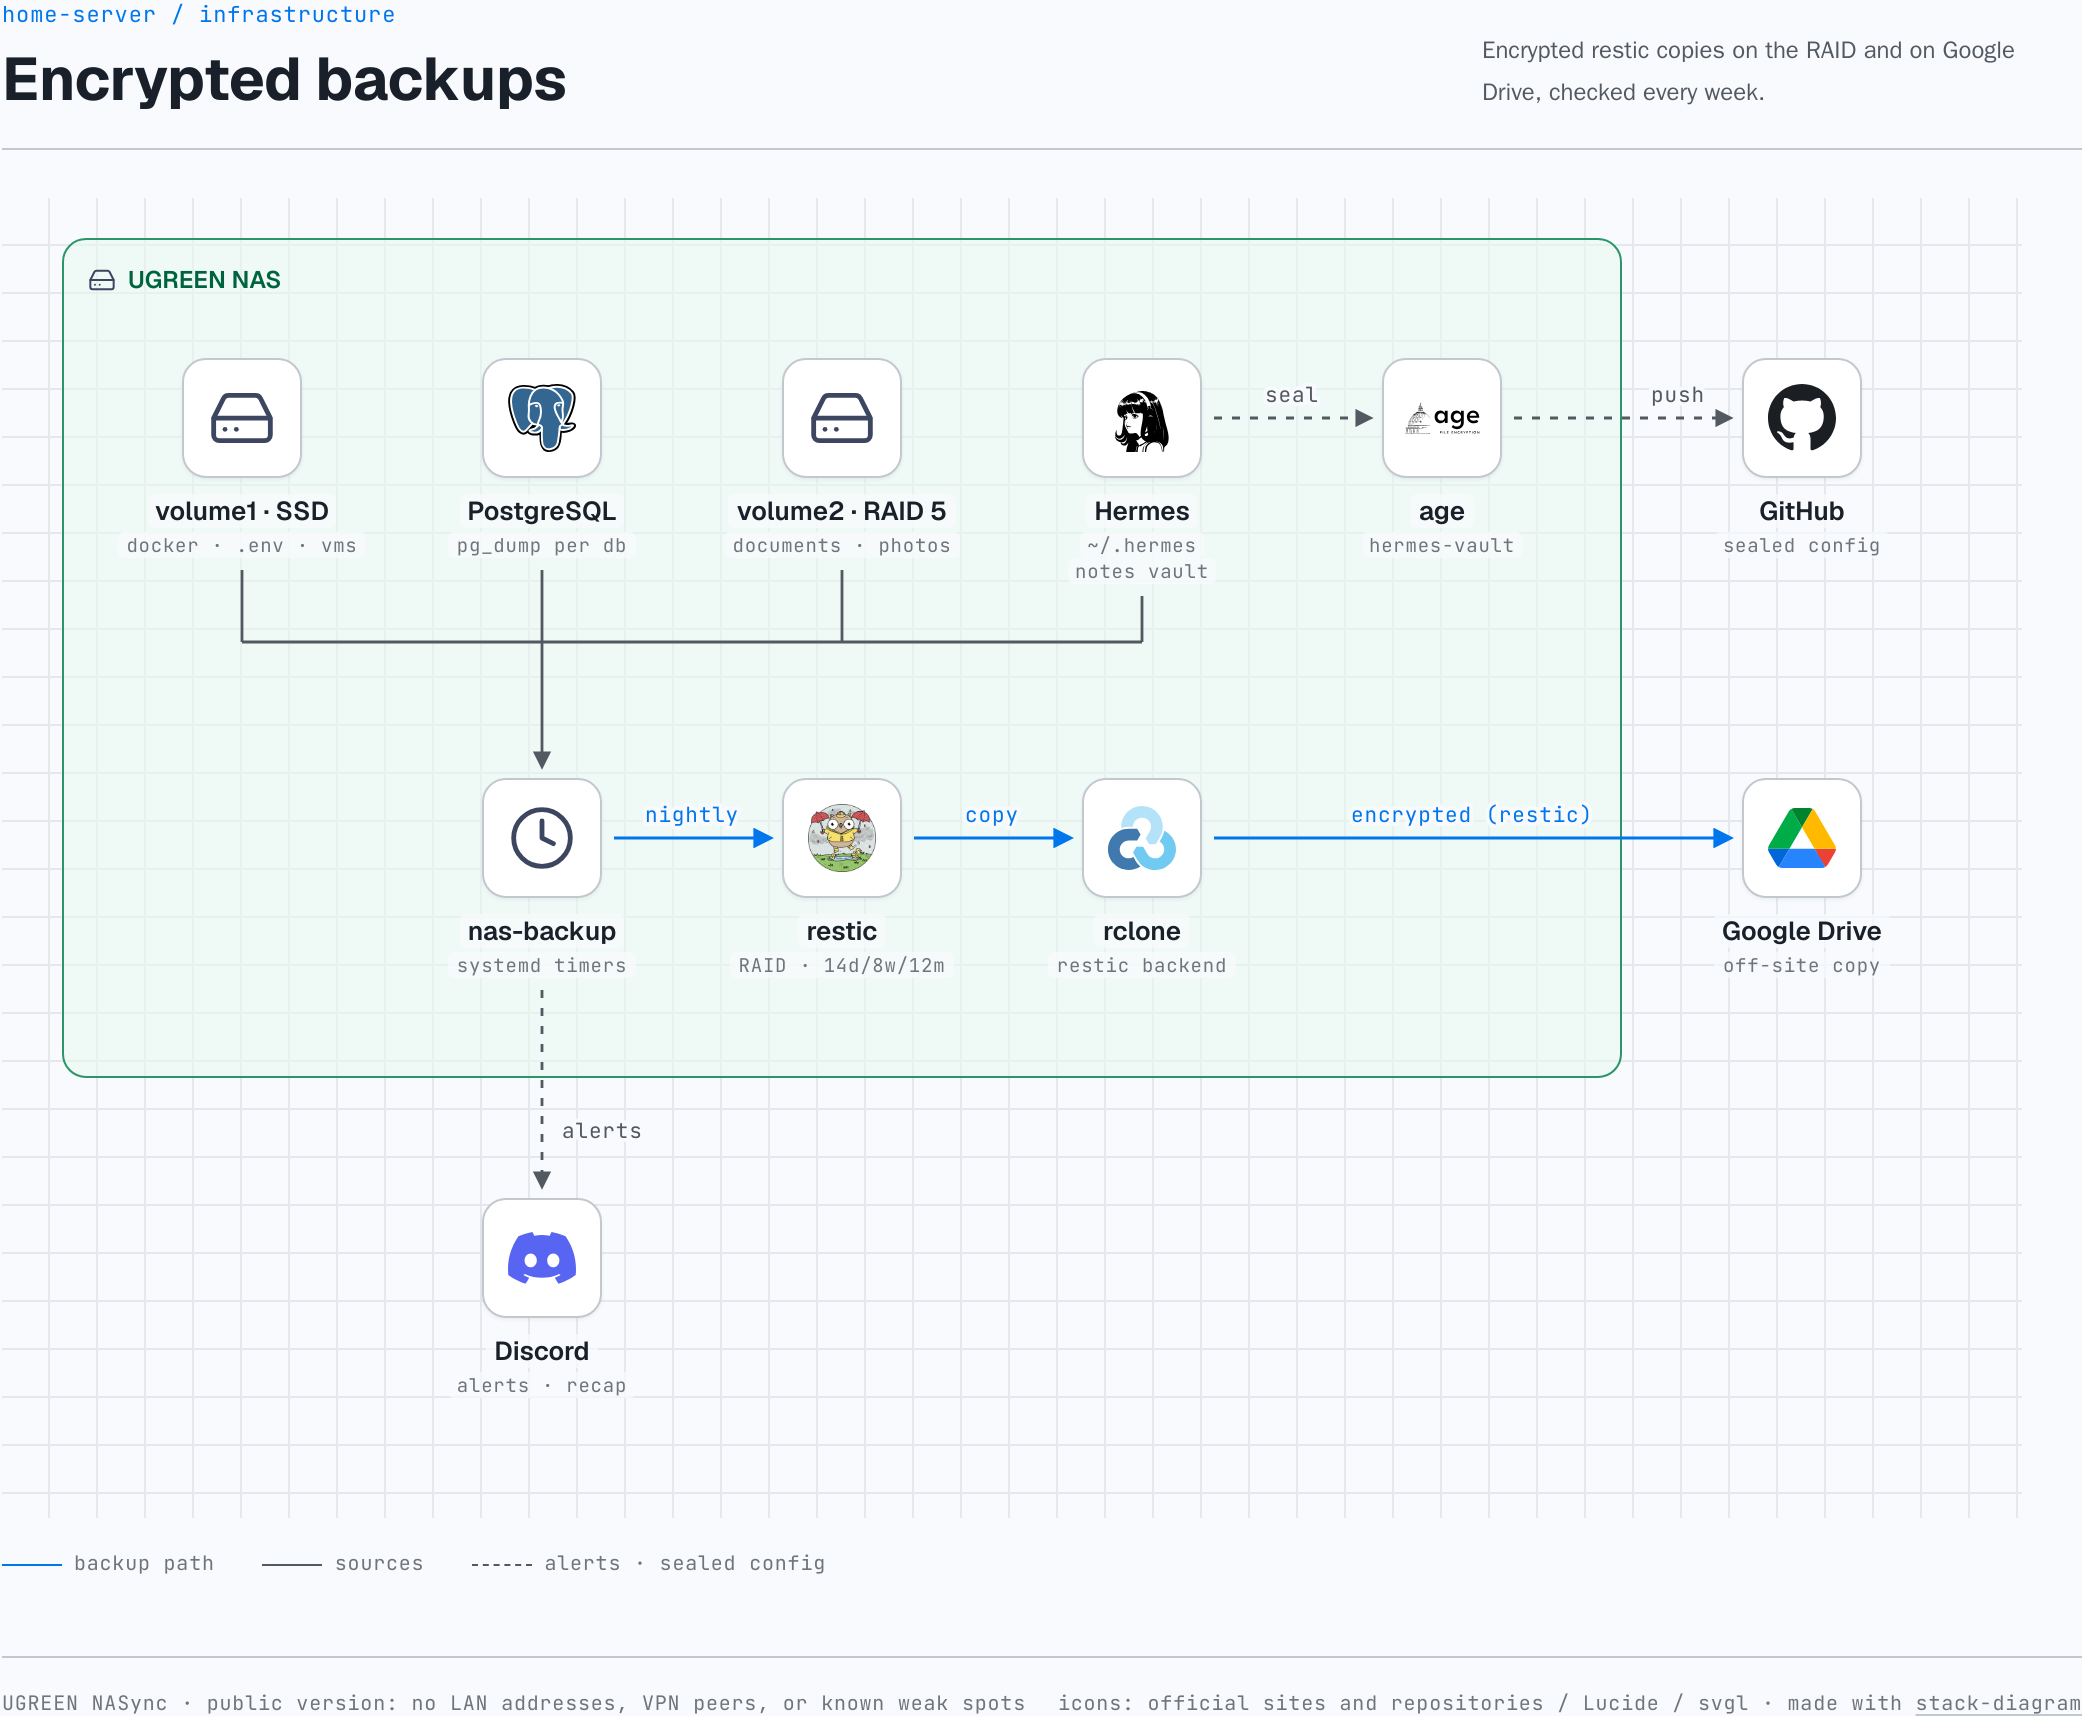 home-server / infrastructure
Encrypted backups
Encrypted restic copies on the RAID and on Google
Drive, checked every week.
UGREEN NAS
seal
push
age
FILE ENCRYPTION
volume1 · SSD
PostgreSQL
volume2 · RAID 5
Hermes
age
GitHub
docker · .env · vms
pg_dump per db
documents · photos
~/.hermes
notes vault
hermes-vault
sealed config
nightly
copy
encrypted (restic)
nas-backup
restic
rclone
Google Drive
systemd timers
RAID · 14d/8w/12m
restic backend
off-site copy
alerts
Discord
alerts · recap
backup path
sources
alerts · sealed config
UGREEN NASync · public version: no LAN addresses, VPN peers, or known weak spots
icons: official sites and repositories / Lucide / svgl · made with stack-diagram